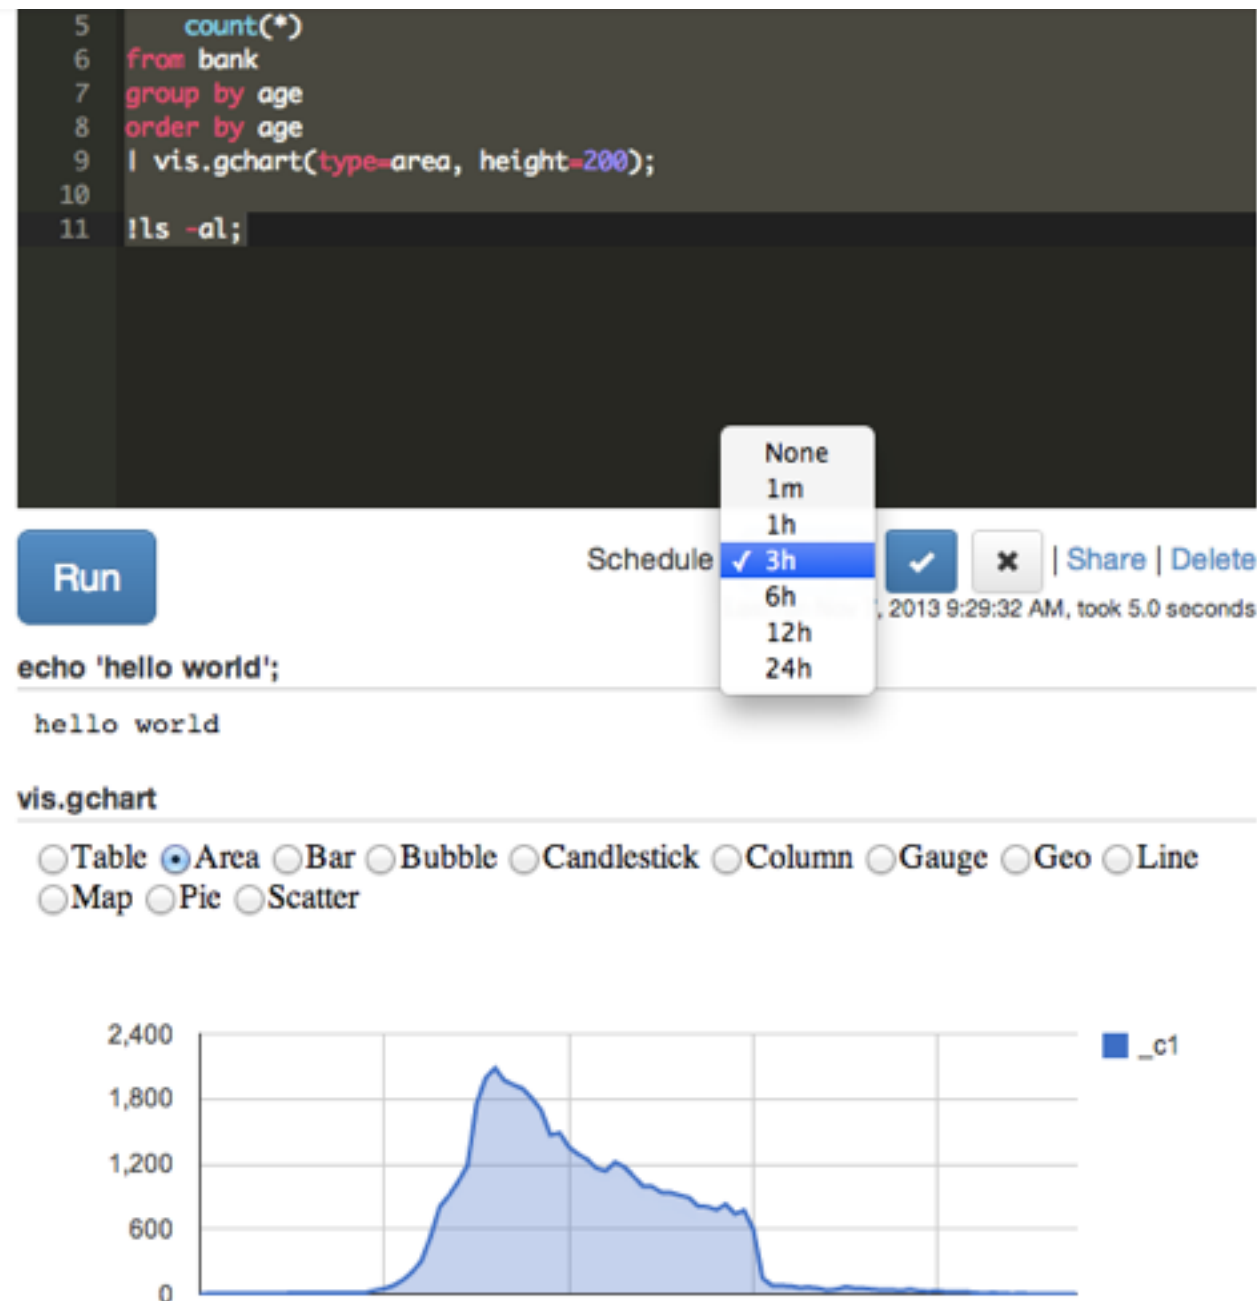 5 count(*)
6 from bank
7 group by age
8 order by age
9 | vis.gchart(type=area, height=200);
10
11 !ls -al;
None
1m
1h
Run
Schedule ✓ 3h | Share | Delete
6h
, 2013 9:29:32 AM, took 5.0 seconds
12h
24h
echo 'hello world';
hello world
vis.gchart
Table Area Bar Bubble Candlestick Column Gauge Geo Line
Map Pie Scatter
2,400
_c1
1,800
1,200
600
0